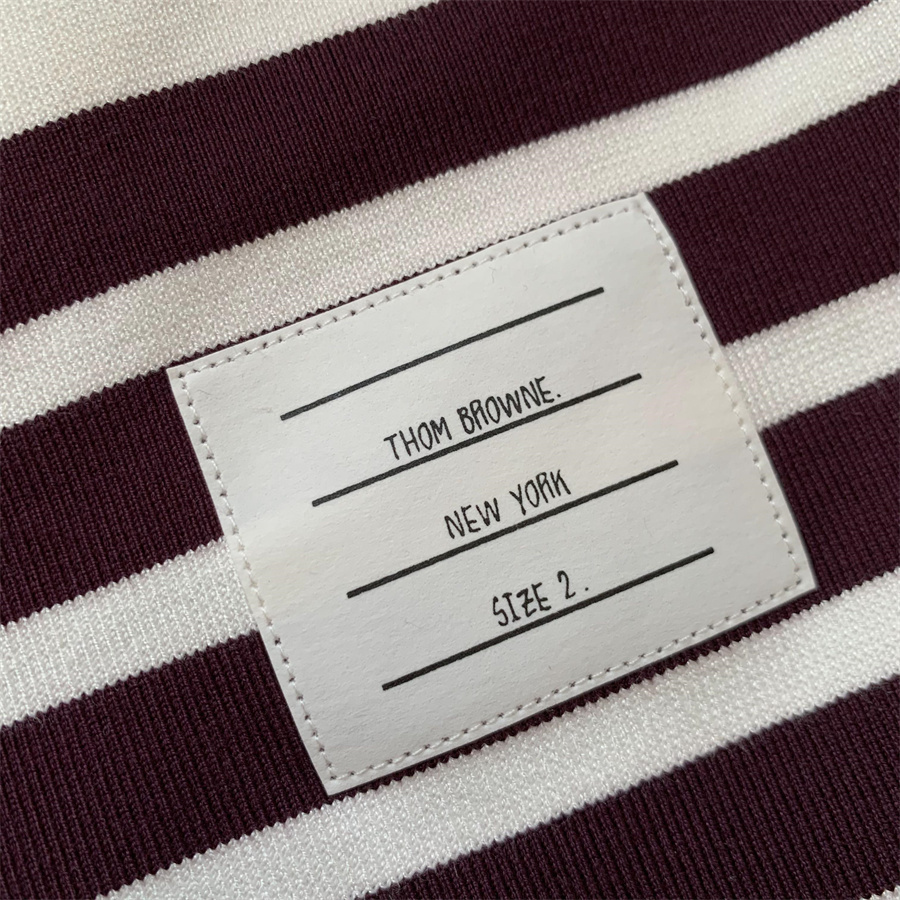 THOM BROWNE.
NEW YORK
SIZE 2.